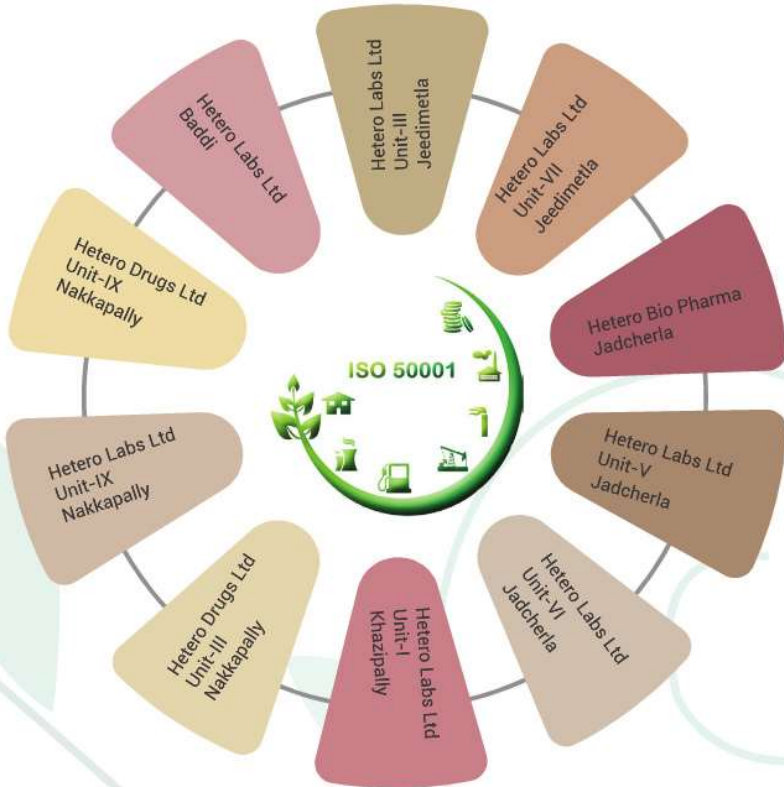 Hetero Labs Ltd
Unit-III
Jeedimetla
Hetero Labs Ltd
Unit-VII
Jeedimetla
Hetero Bio Pharma
Jadcherla
Hetero Labs Ltd
Unit-V
Jadcherla
Hetero Labs Ltd
Unit-VI
Jadcherla
Hetero Labs Ltd
Unit-I
Khazipally
Hetero Drugs Ltd
Unit-III
Nakkapally
Hetero Labs Ltd
Unit-IX
Nakkapally
Hetero Drugs Ltd
Unit-IX
Nakkapally
Hetero Labs Ltd
Baddi
ISO 50001